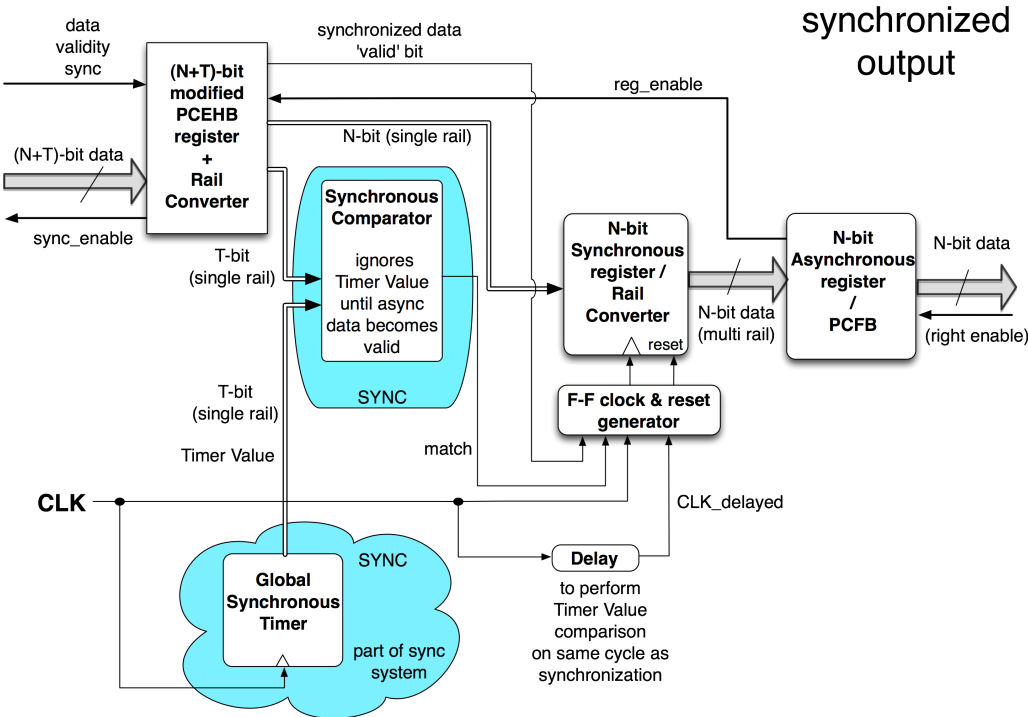 synchronized
output
data
validity
sync
synchronized data
'valid' bit
(N+T)-bit
modified
PCEHB
register
+
Rail
Converter
reg_enable
N-bit (single rail)
(N+T)-bit data
sync_enable
T-bit
(single rail)
Synchronous
Comparator
ignores
Timer Value
until async
data becomes
valid
SYNC
N-bit
Synchronous
register /
Rail
Converter
reset
N-bit data
(multi rail)
N-bit
Asynchronous
register
/
PCFB
N-bit data
(right enable)
T-bit
(single rail)
Timer Value
F-F clock & reset
generator
match
CLK
CLK_delayed
SYNC
Global
Synchronous
Timer
part of sync
system
Delay
to perform
Timer Value
comparison
on same cycle as
synchronization